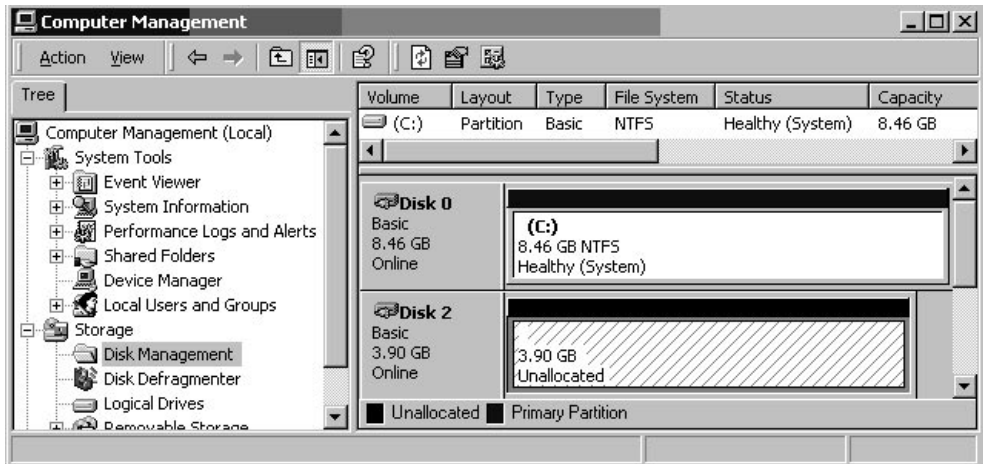 Computer Management
Action View
Tree
Volume Layout Type File System Status Capacity
(C:) Partition Basic NTFS Healthy (System) 8.46 GB
Computer Management (Local)
System Tools
Event Viewer
System Information
Performance Logs and Alerts
Shared Folders
Device Manager
Local Users and Groups
Storage
Disk Management
Disk Defragmenter
Logical Drives
Removable Storage
Disk 0
Basic
8.46 GB
Online
(C:)
8.46 GB NTFS
Healthy (System)
Disk 2
Basic
3.90 GB
Online
3.90 GB
Unallocated
Unallocated Primary Partition